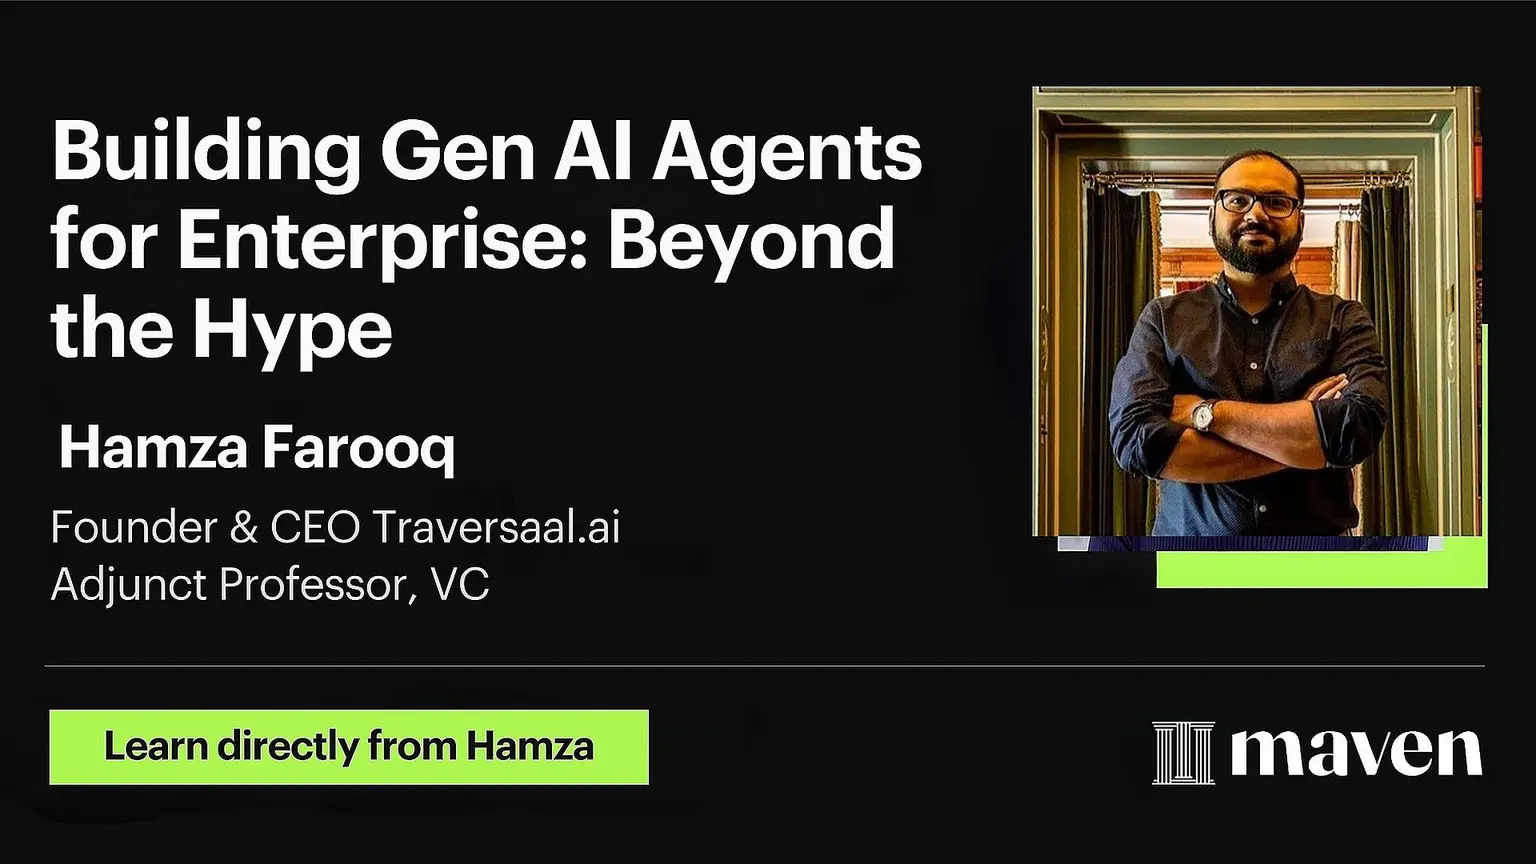 Building Gen AI Agents
for Enterprise: Beyond
the Hype
Hamza Farooq
Founder & CEO Traversaal.ai
Adjunct Professor, VC
Learn directly from Hamza
maven